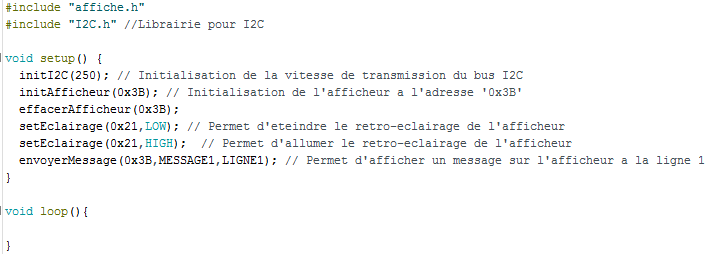 #include "affiche.h"
#include "I2C.h" //Librairie pour I2C
void setup() {
initI2C(250); // Initialisation de la vitesse de transmission du bus I2C
initAfficheur(0x3B); // Initialisation de l'afficheur a l'adresse '0x3B'
effacerAfficheur(0x3B);
setEclairage(0x21,LOW); // Permet d'eteindre le retro-eclairage de l'afficheur
setEclairage(0x21,HIGH);  // Permet d'allumer le retro-eclairage de l'afficheur
envoyerMessage(0x3B,MESSAGE1,LIGNE1); // Permet d'afficher un message sur l'afficheur a la ligne 1
}
void loop(){
}